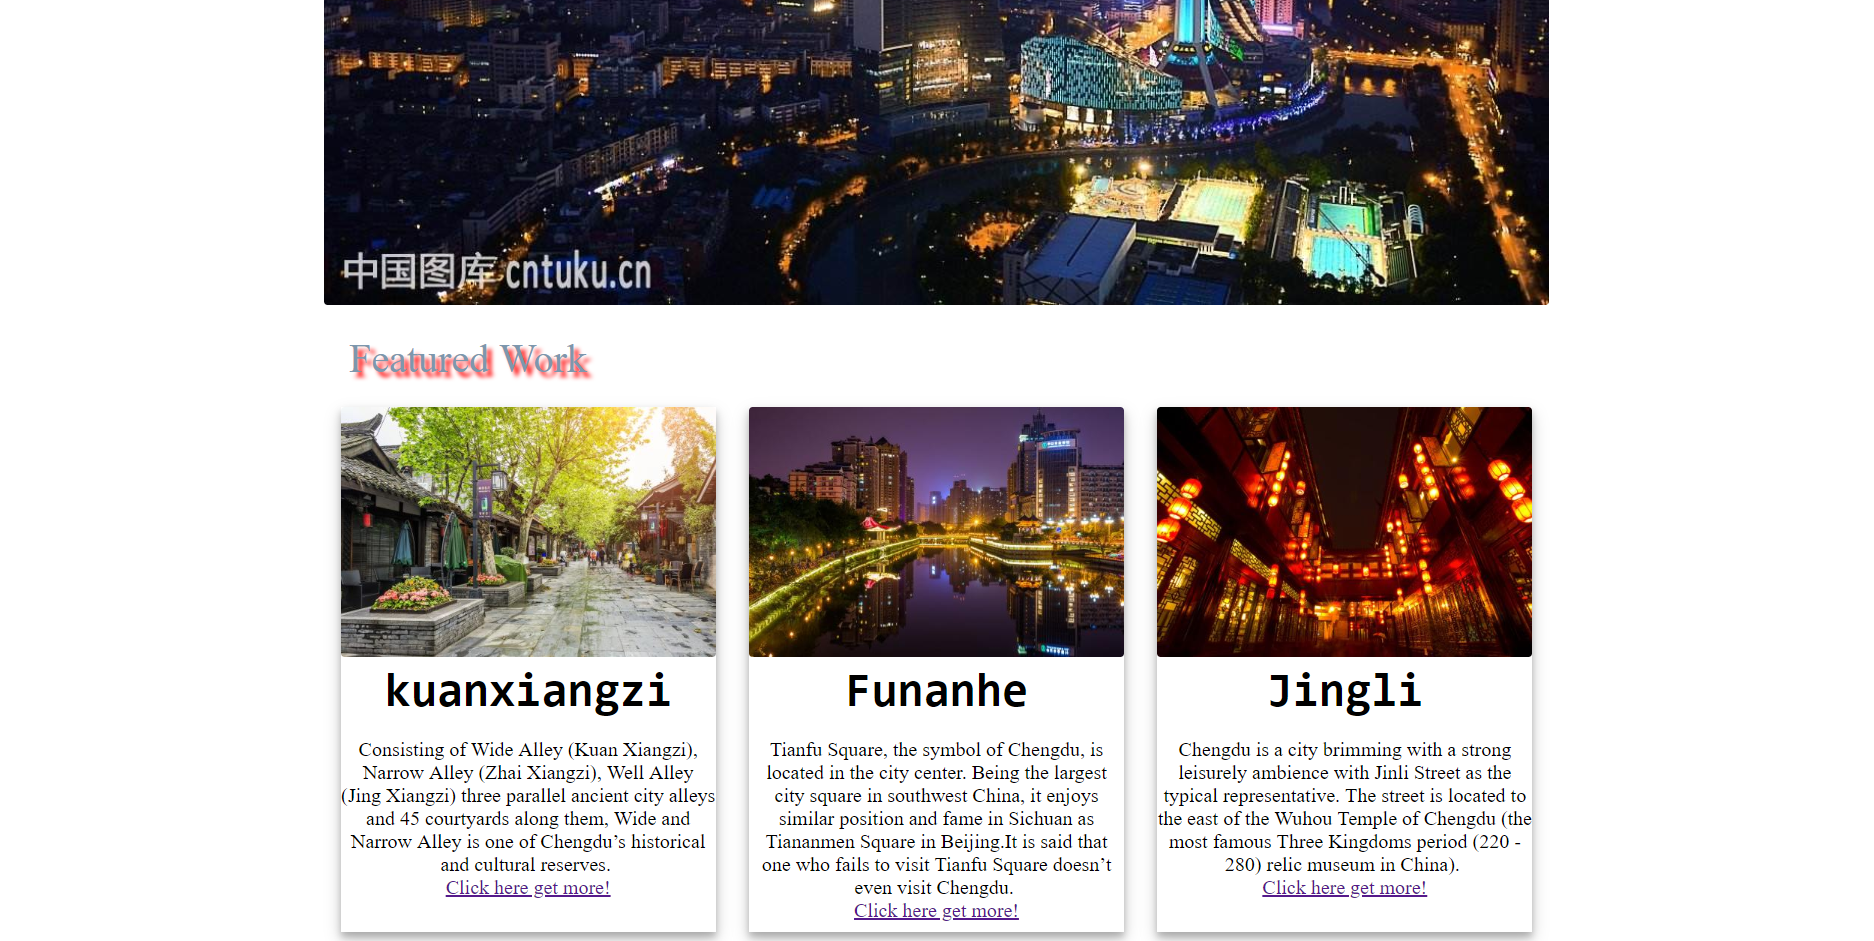 中国图库 cntuku.cn
Featured Work
kuanxiangzi
Consisting of Wide Alley (Kuan Xiangzi),
Narrow Alley (Zhai Xiangzi), Well Alley
(Jing Xiangzi) three parallel ancient city alleys
and 45 courtyards along them, Wide and
Narrow Alley is one of Chengdu’s historical
and cultural reserves.
Click here get more!
Funanhe
Tianfu Square, the symbol of Chengdu, is
located in the city center. Being the largest
city square in southwest China, it enjoys
similar position and fame in Sichuan as
Tiananmen Square in Beijing.It is said that
one who fails to visit Tianfu Square doesn’t
even visit Chengdu.
Click here get more!
Jingli
Chengdu is a city brimming with a strong
leisurely ambience with Jinli Street as the
typical representative. The street is located to
the east of the Wuhou Temple of Chengdu (the
most famous Three Kingdoms period (220 -
280) relic museum in China).
Click here get more!